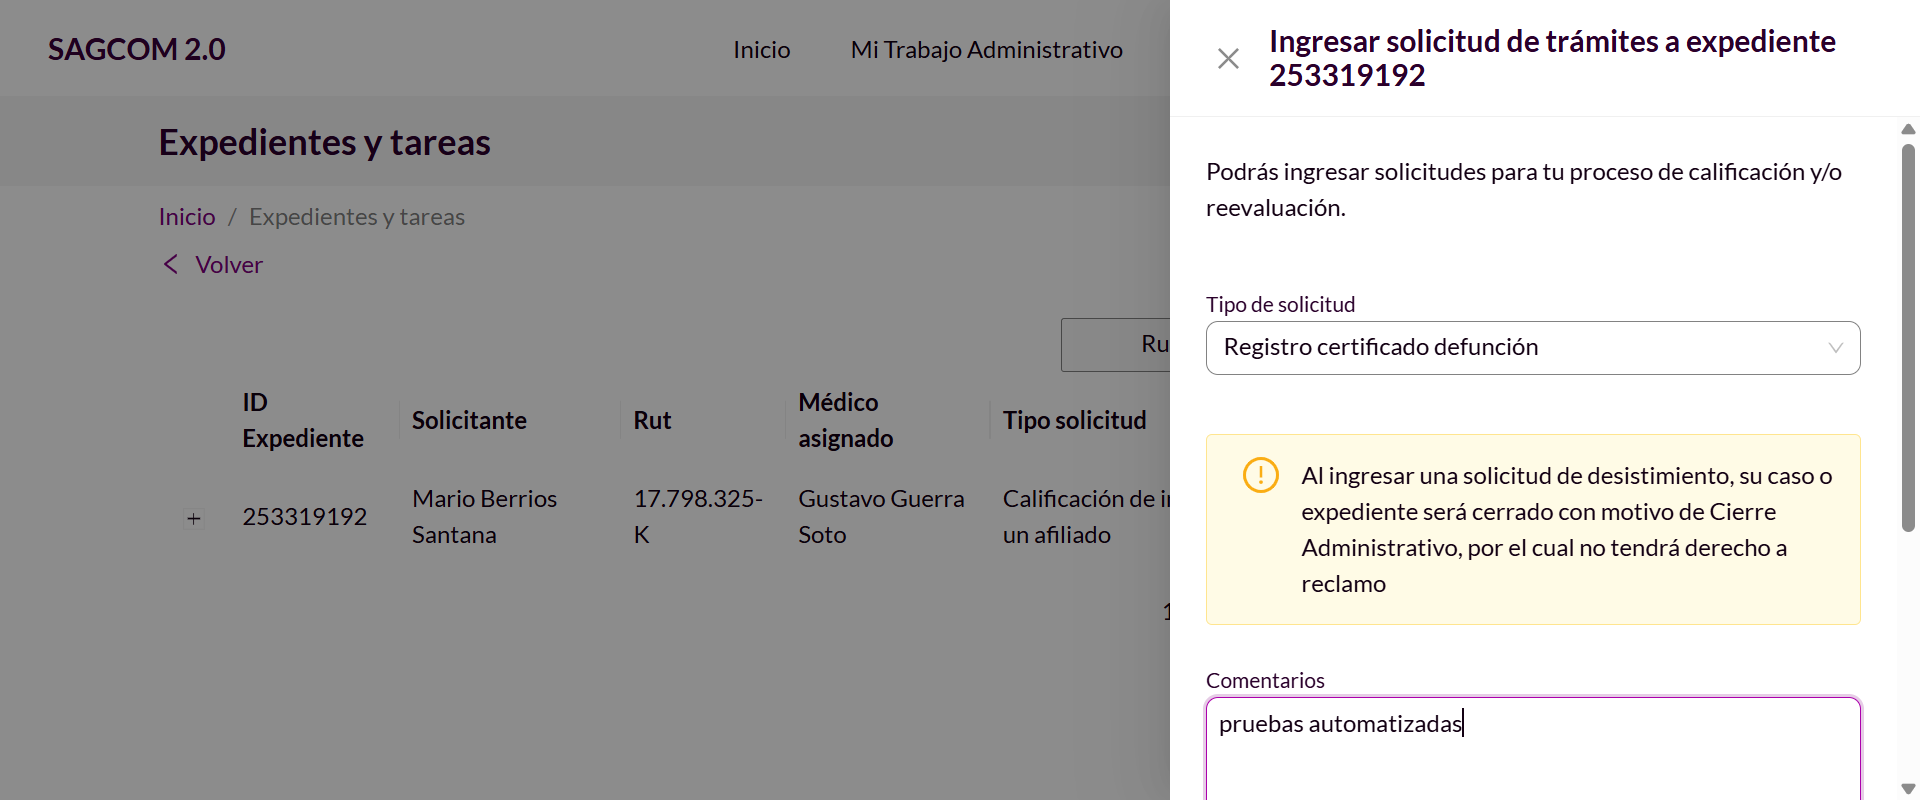 SAGCOM 2.0
Inicio
Mi Trabajo Administrativo
Expedientes y tareas
Inicio / Expedientes y tareas
Volver
Ru
ID
Expediente
Solicitante
Rut
Médico
asignado
Tipo solicitud
253319192
Mario Berrios
Santana
17.798.325-
K
Gustavo Guerra
Soto
Calificación de
un afiliado
1
Ingresar solicitud de trámites a expediente
253319192
Podrás ingresar solicitudes para tu proceso de calificación y/o
reevaluación.
Tipo de solicitud
Registro certificado defunción
Al ingresar una solicitud de desistimiento, su caso o
expediente será cerrado con motivo de Cierre
Administrativo, por el cual no tendrá derecho a
reclamo
Comentarios
pruebas automatizadas